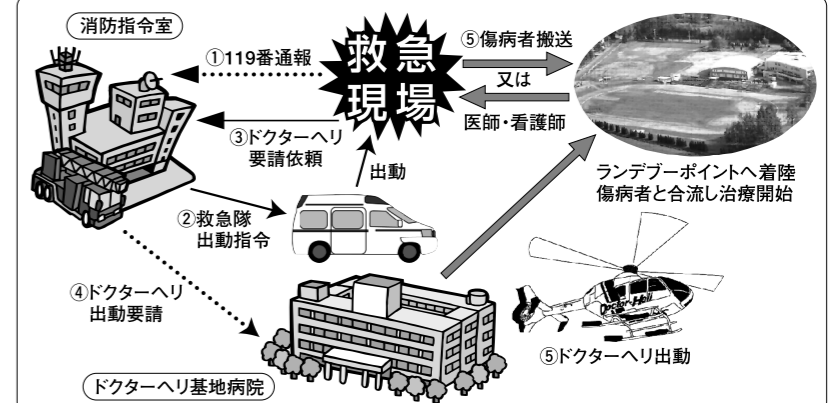 消防指令室
①119番通報
救急
現場
⑤傷病者搬送
又は
医師・看護師
③ドクターヘリ
要請依頼
出動
ランデブーポイントへ着陸
傷病者と合流し治療開始
②救急隊
出動指令
④ドクターヘリ
出動要請
Doctor-Heli
⑤ドクターヘリ出動
ドクターヘリ基地病院